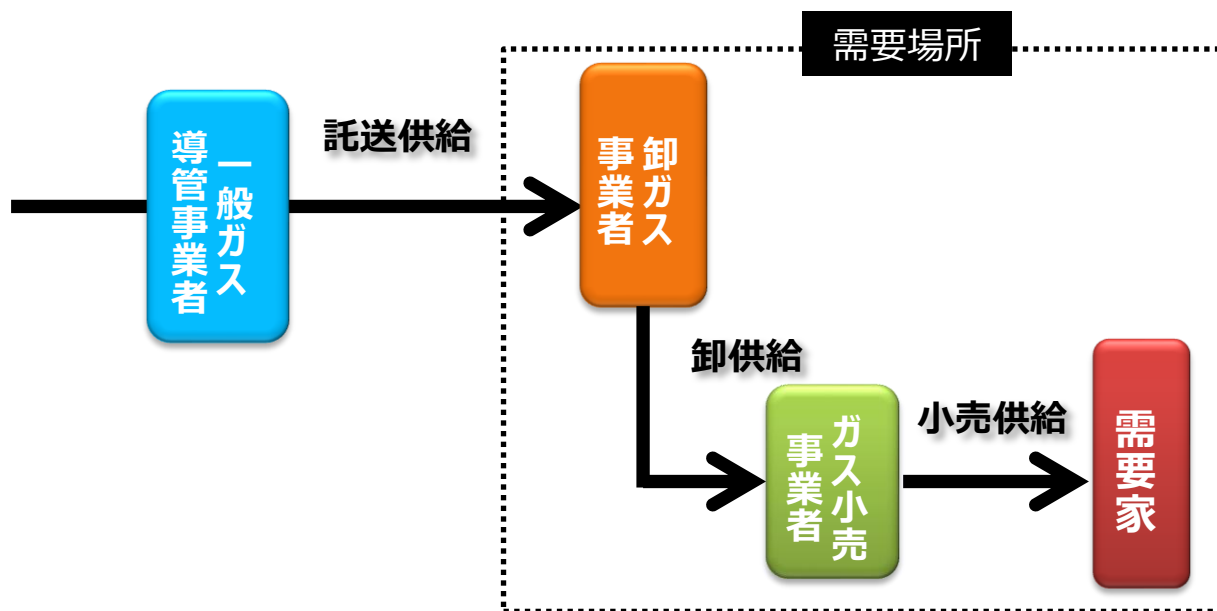 需要場所
一般ガス
導管事業者
託送供給
卸ガス
事業者
卸供給
ガス小売
事業者
小売供給
需要家